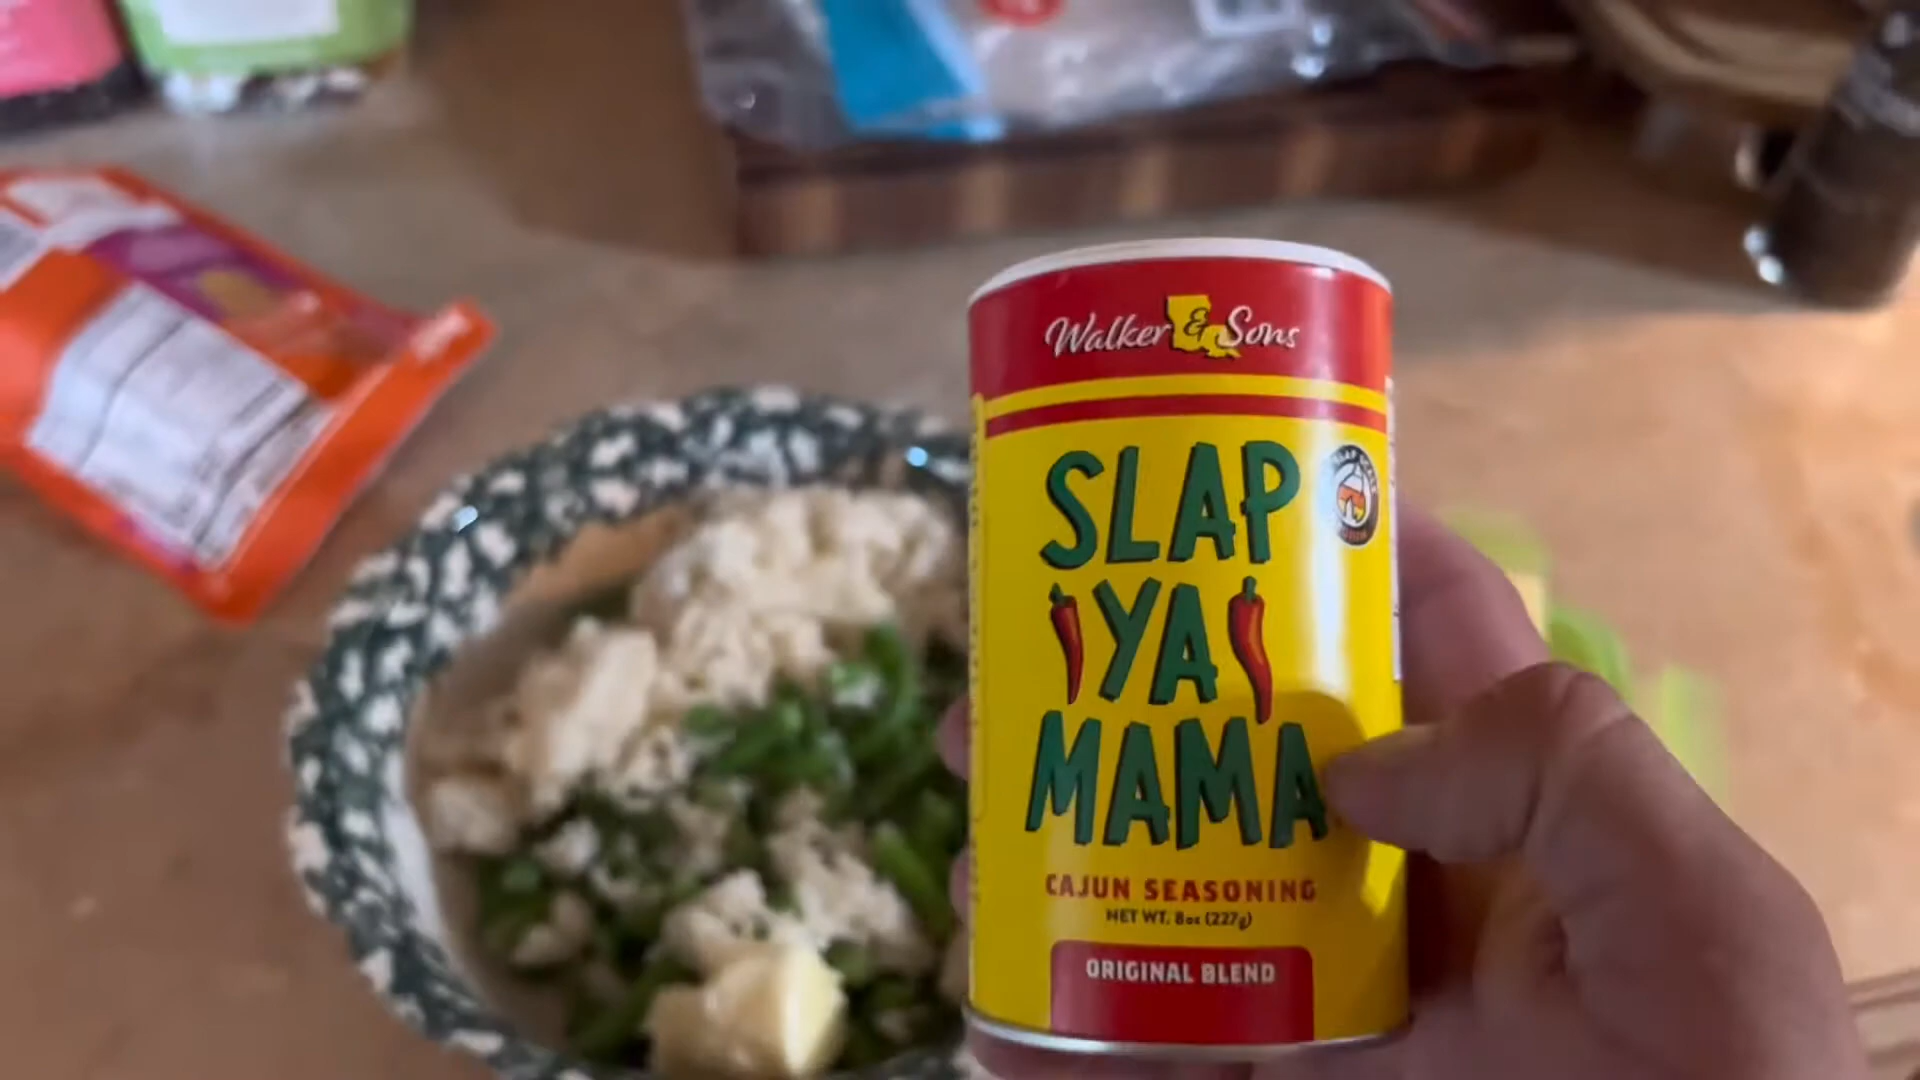 Walker & Sons
SLAP
YA
MAMA
CAJUN SEASONING
NET WT. 8oz (227g)
ORIGINAL BLEND